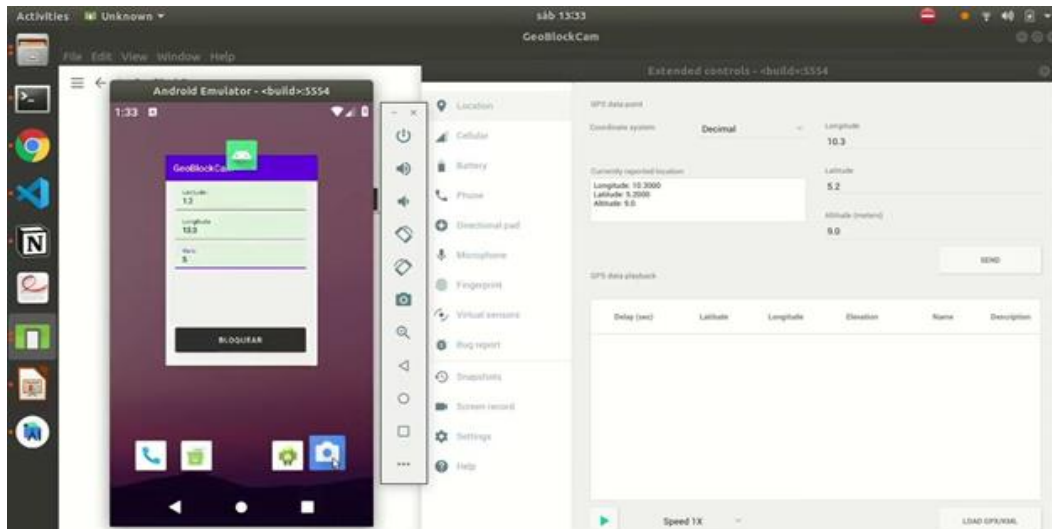 Activities
Unknown
sáb 13:33
GeoBlockCam
File Edit View Window Help
Extended controls - <build>:5554
Android Emulator - <build>:5554
1:33
GeoBlockCa
Latitude
Longitude
10.3
5
BLOQUEAR
Location
Cellular
Battery
Phone
Directional pad
Microphone
Fingerprint
Virtual sensors
Bug report
Snapshots
Screen record
Settings
Help
GPS data point
Coordinate system
Decimal
Longitude
10.3
Currently reported location
Longitude: 10.3000
Latitude: 5.2000
Altitude: 9.0
Latitude
5.2
Altitude (meters)
9.0
SEND
GPS data playback
Delay (sec) Latitude Longitude Elevation Name Description
Speed 1X
LOAD GPX/KML